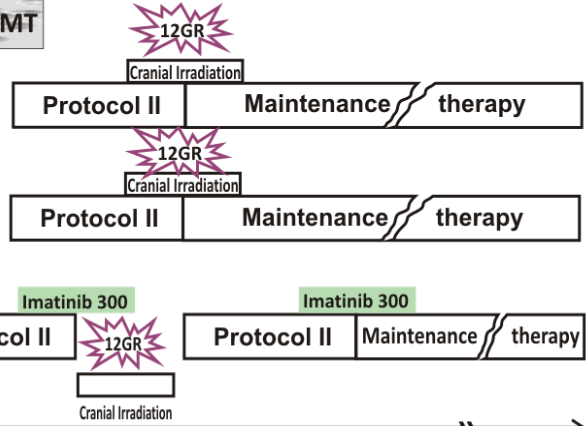 MT
12GR
Cranial Irradiation
Protocol II Maintenance therapy
12GR
Cranial Irradiation
Protocol II Maintenance therapy
Imatinib 300 Imatinib 300
col II 12GR Protocol II Maintenance therapy
Cranial Irradiation